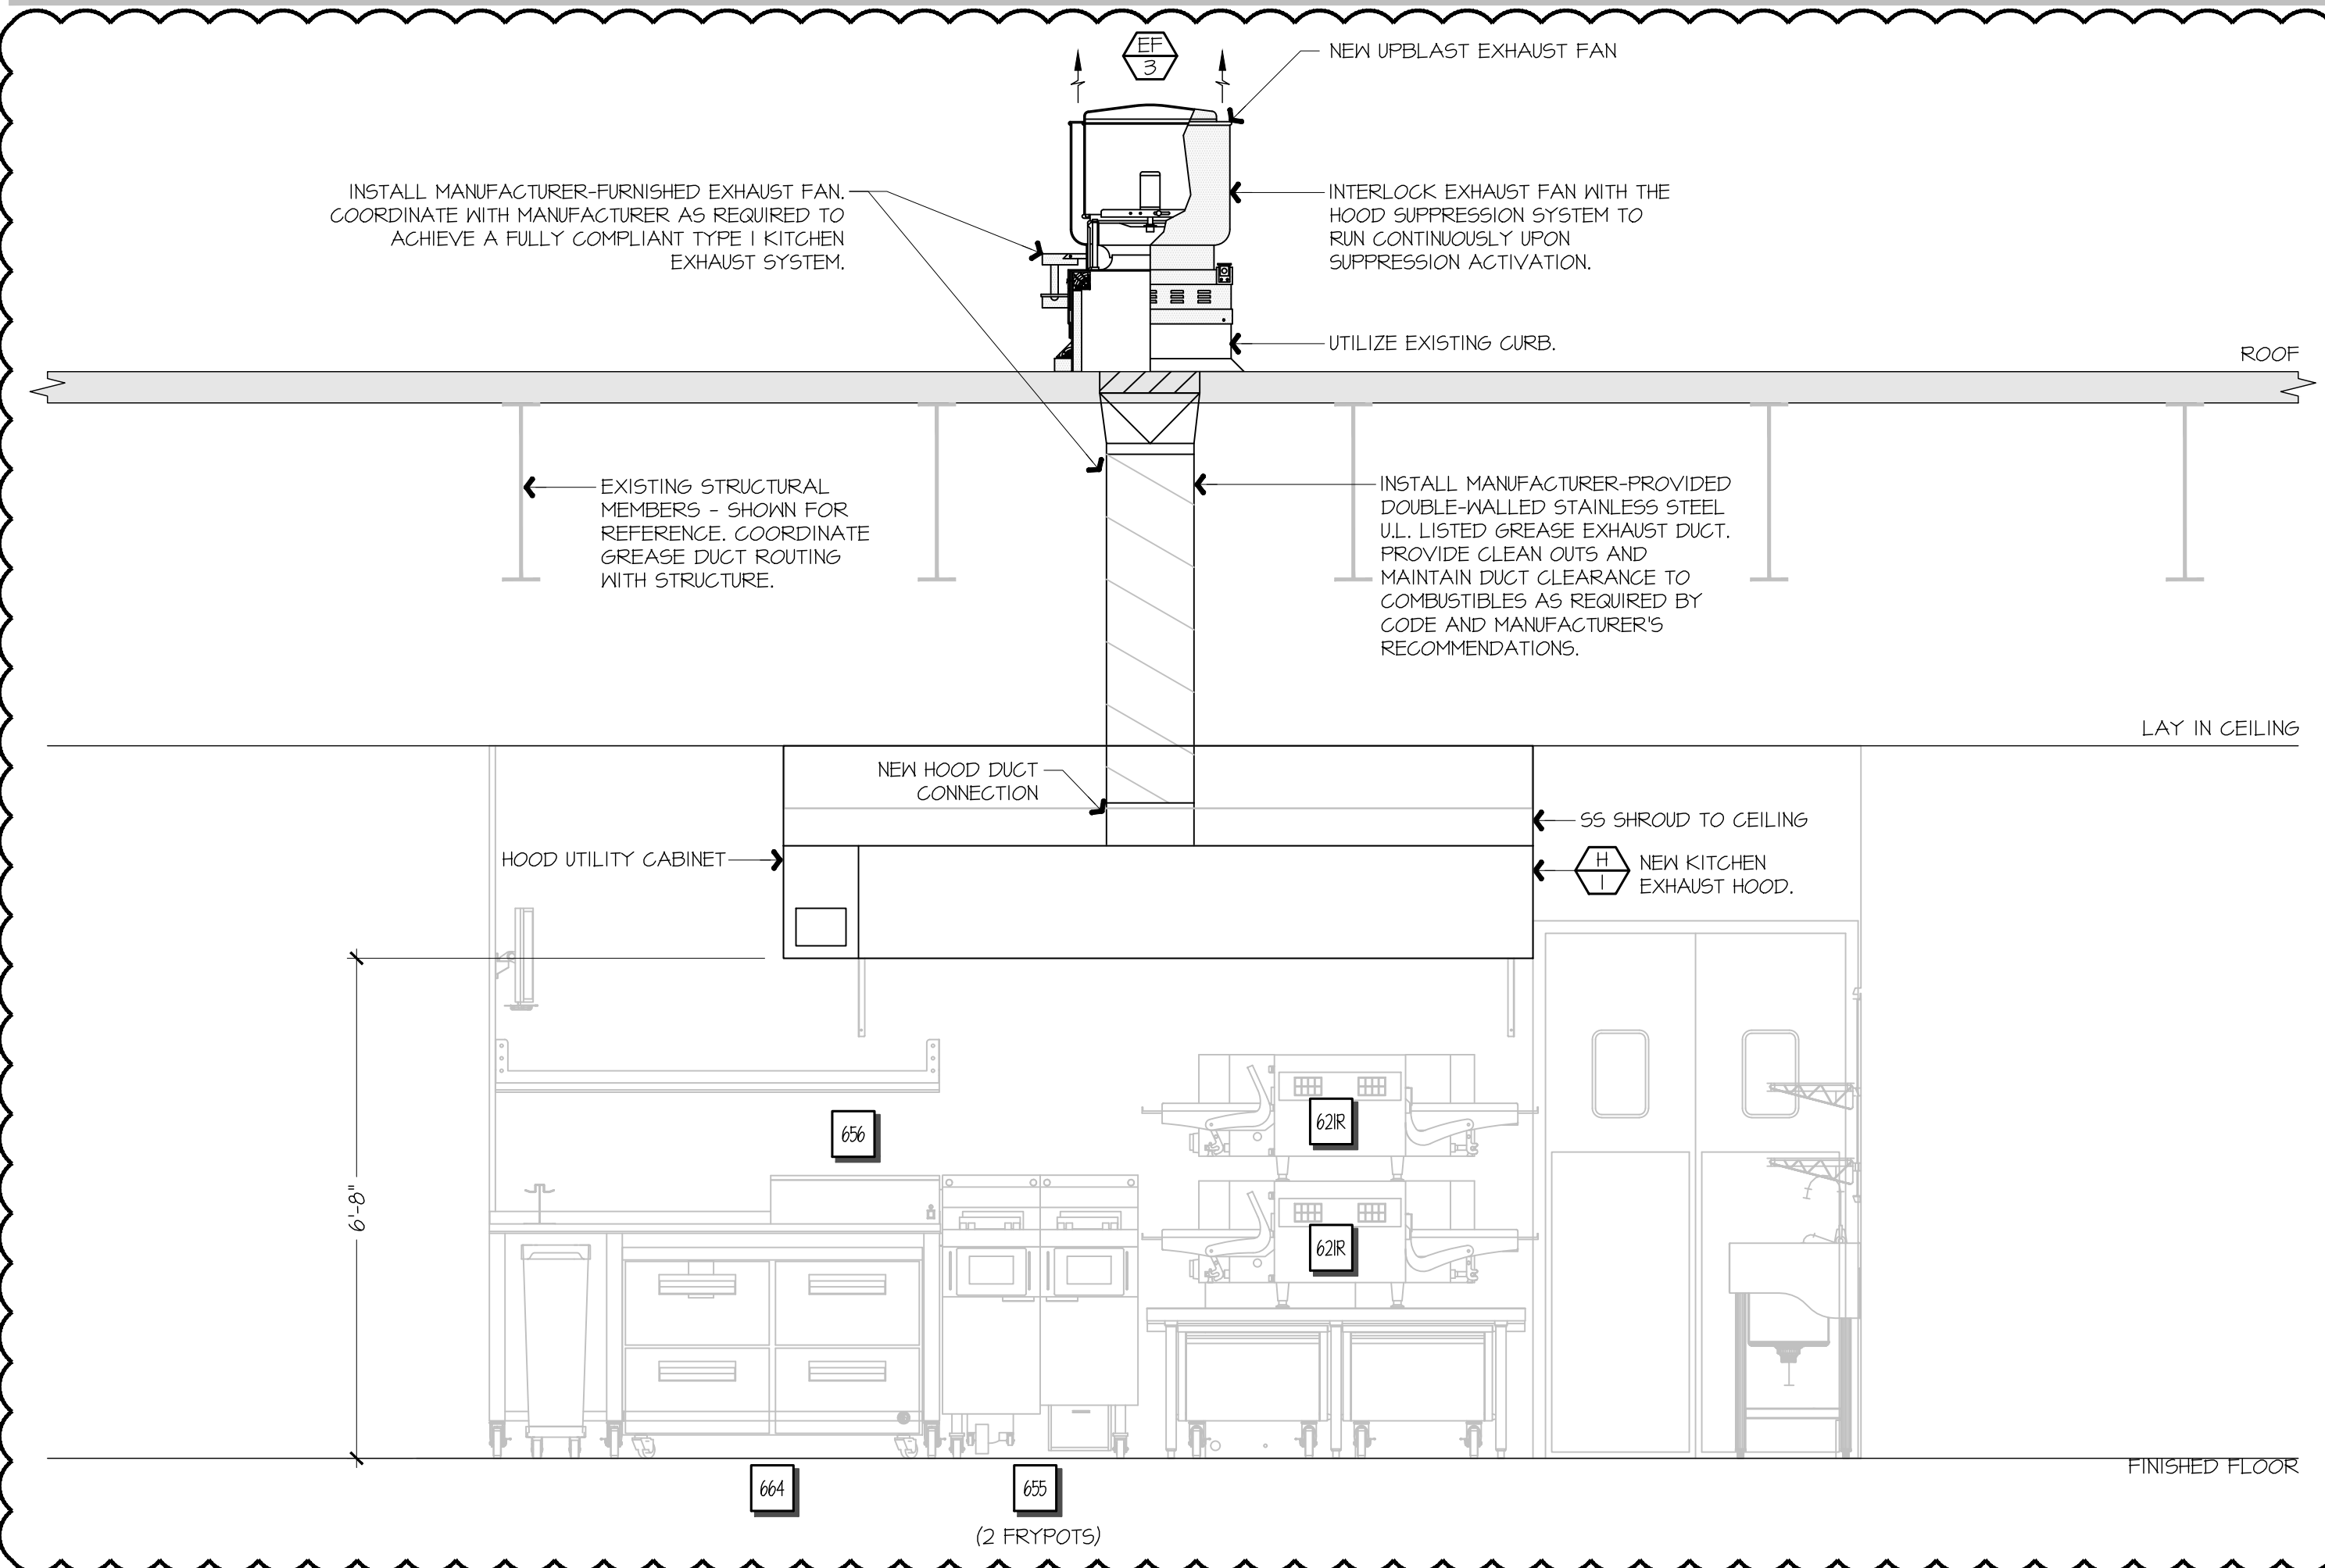 EF
3
NEW UPBLAST EXHAUST FAN
INSTALL MANUFACTURER-FURNISHED EXHAUST FAN.
COORDINATE WITH MANUFACTURER AS REQUIRED TO
ACHIEVE A FULLY COMPLIANT TYPE I KITCHEN
EXHAUST SYSTEM.
INTERLOCK EXHAUST FAN WITH THE
HOOD SUPPRESSION SYSTEM TO
RUN CONTINUOUSLY UPON
SUPPRESSION ACTIVATION.
UTILIZE EXISTING CURB.
ROOF
EXISTING STRUCTURAL
MEMBERS - SHOWN FOR
REFERENCE. COORDINATE
GREASE DUCT ROUTING
WITH STRUCTURE.
INSTALL MANUFACTURER-PROVIDED
DOUBLE-WALLED STAINLESS STEEL
U.L. LISTED GREASE EXHAUST DUCT.
PROVIDE CLEAN OUTS AND
MAINTAIN DUCT CLEARANCE TO
COMBUSTIBLES AS REQUIRED BY
CODE AND MANUFACTURER'S
RECOMMENDATIONS.
LAY IN CEILING
NEW HOOD DUCT
CONNECTION
SS SHROUD TO CEILING
HOOD UTILITY CABINET
H
1
NEW KITCHEN
EXHAUST HOOD.
656
621R
621R
6'-8"
FINISHED FLOOR
664
655
(2 FRYPOTS)